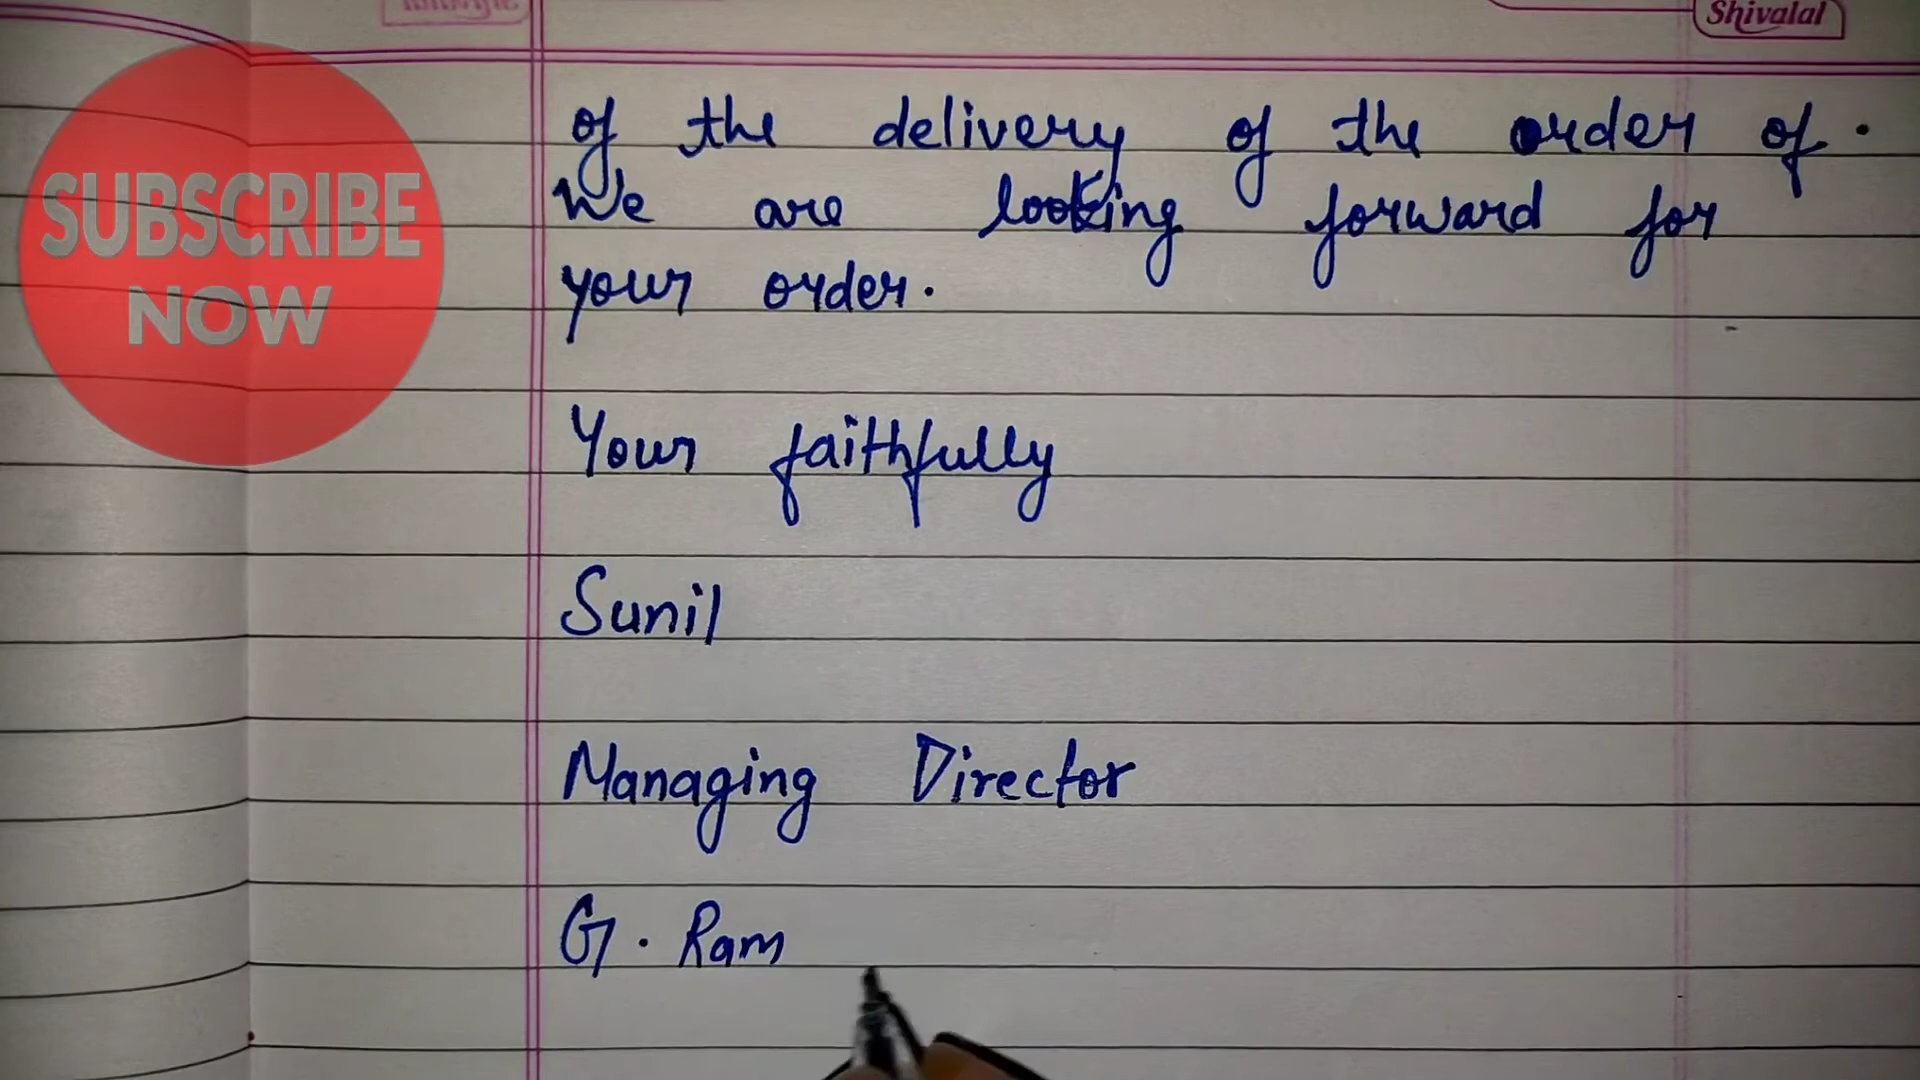 Shivalal
of the delivery of the order of.
We are looking forward for
your order.
Your faithfully
Sunil
Managing Director
G. Ram
SUBSCRIBE
NOW